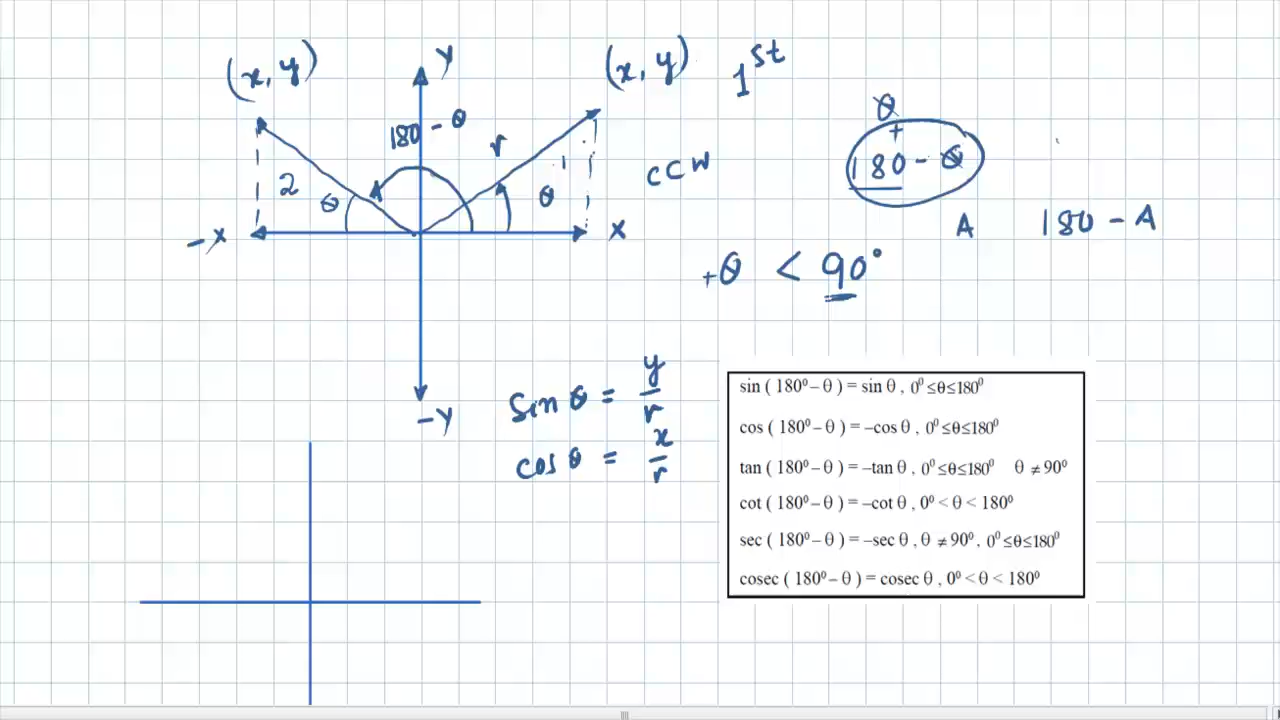 (x, y)
Y
(x, y)
1st
180 - θ
r
θ
+
180 - θ
2
θ
θ
1
CCW
-X
X
A
180 - A
+θ < 90°
-Y
sin θ = y/r
cos θ = x/r
sin ( 180⁰ – θ ) = sin θ , 0⁰ ≤θ≤180⁰
cos ( 180⁰ – θ ) = –cos θ , 0⁰ ≤θ≤180⁰
tan ( 180⁰ – θ ) = –tan θ , 0⁰ ≤θ≤180⁰ θ ≠ 90⁰
cot ( 180⁰ – θ ) = –cot θ , 0⁰ < θ < 180⁰
sec ( 180⁰ – θ ) = –sec θ , θ ≠ 90⁰ , 0⁰ ≤θ≤180⁰
cosec ( 180⁰ – θ ) = cosec θ , 0⁰ < θ < 180⁰